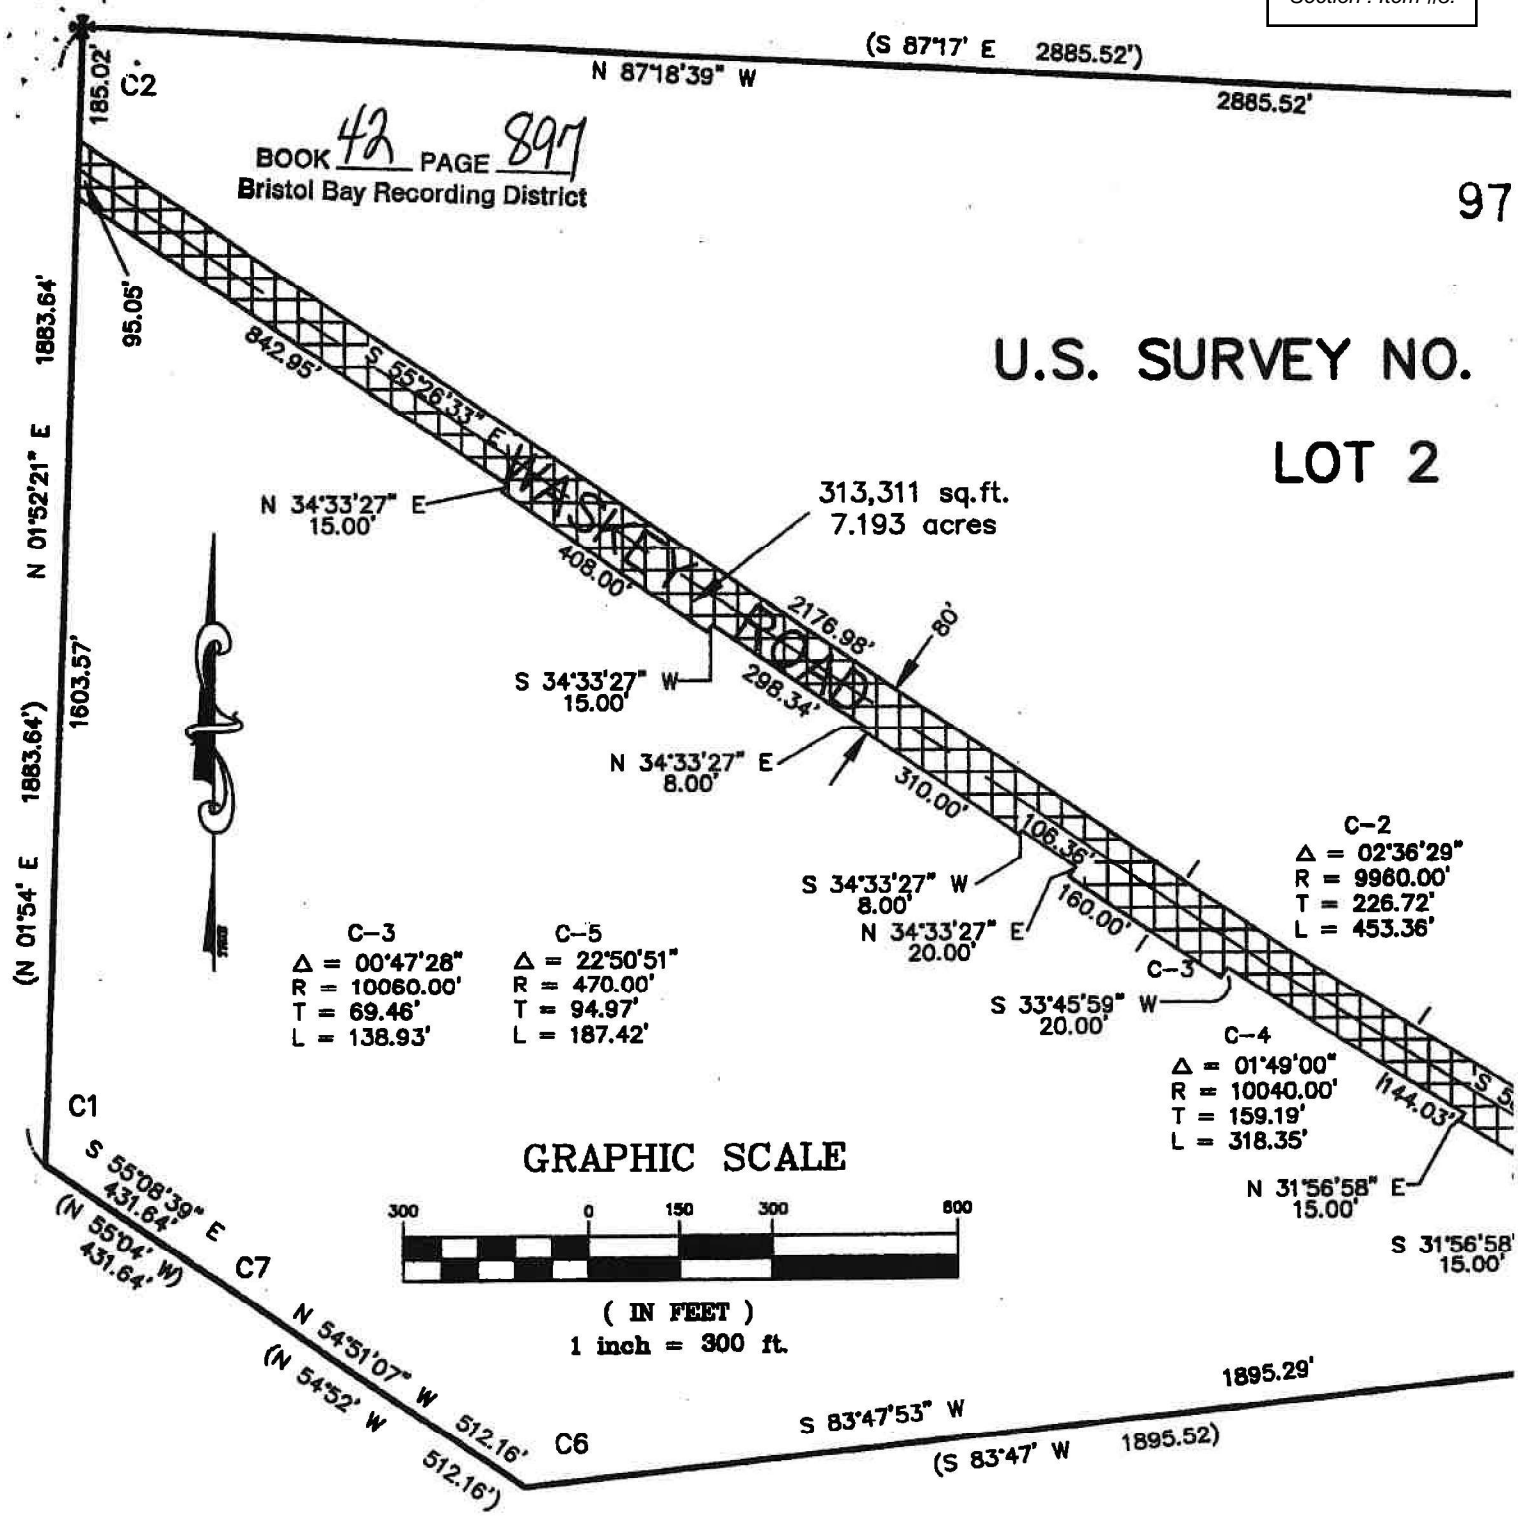 Section : Item #8.
(S 87°17' E 2885.52')
N 87°18'39" W
2885.52'
185.02'
C2
BOOK 42 PAGE 897
Bristol Bay Recording District
97
U.S. SURVEY NO.
LOT 2
95.05'
842.95'
S 55°26'33" E
WASKEY ROAD
N 01°52'21" E 1883.64'
(N 01°54' E 1883.64')
1603.57'
N 34°33'27" E
15.00'
313,311 sq.ft.
7.193 acres
408.00'
2176.98'
80'
S 34°33'27" W
15.00'
298.34'
N 34°33'27" E
8.00'
310.00'
106.36'
S 34°33'27" W
8.00'
N 34°33'27" E
20.00'
160.00'
C-3
S 33°45'59" W
20.00'
C-2
Δ = 02°36'29"
R = 9960.00'
T = 226.72'
L = 453.36'
C-3
Δ = 00°47'28"
R = 10060.00'
T = 69.46'
L = 138.93'
C-5
Δ = 22°50'51"
R = 470.00'
T = 94.97'
L = 187.42'
C-4
Δ = 01°49'00"
R = 10040.00'
T = 159.19'
L = 318.35'
144.03'
S 5
N 31°56'58" E
15.00'
S 31°56'58"
15.00'
C1
S 55°08'39" E
431.64'
(N 55°04' W)
431.64'
C7
N 54°51'07" W 512.16'
(N 54°52' W 512.16')
C6
GRAPHIC SCALE
300 0 150 300 600
( IN FEET )
1 inch = 300 ft.
S 83°47'53" W 1895.29'
(S 83°47' W 1895.52)